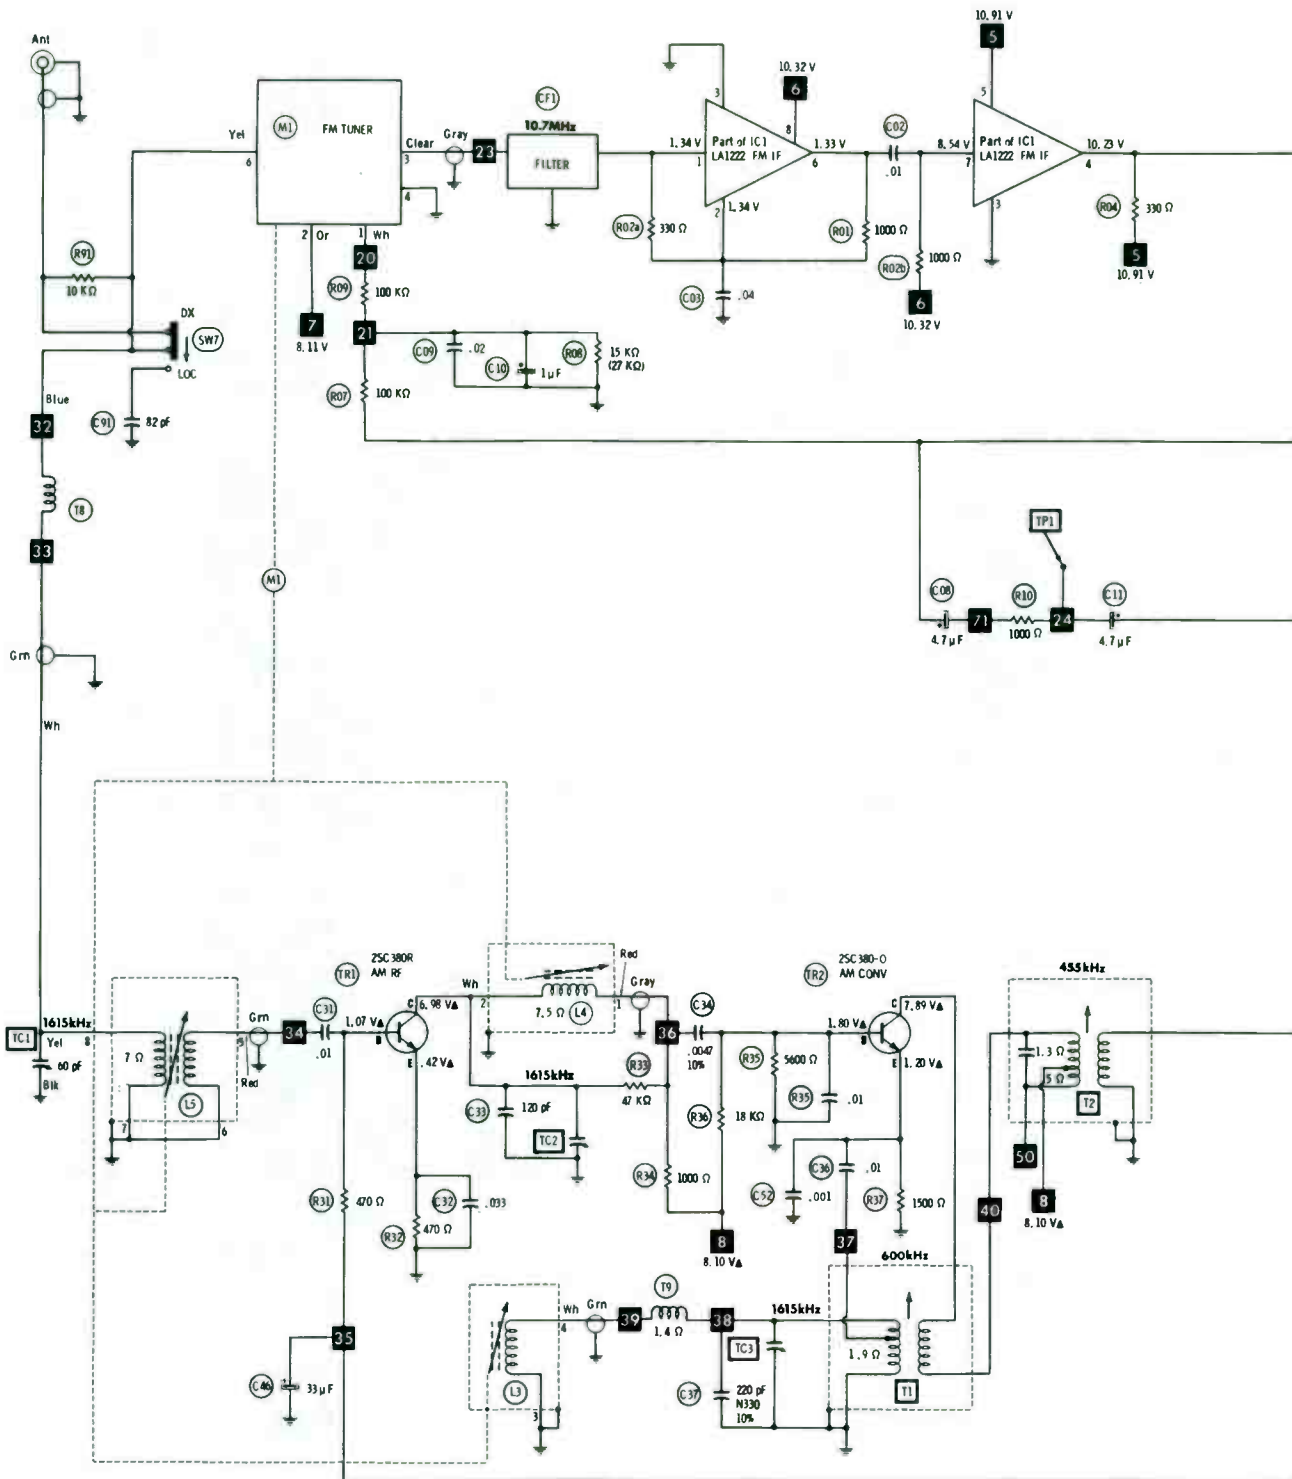 Ant
M1
FM TUNER
Yel
6
Clear
3
Gray
23
4
2 Or
1 Wh
CF1
10.7MHz
FILTER
3
1.34 V
1
Part of IC1
LA1222 FM IF
1.34 V
2
10.32 V
6
8
1.33 V
6
C02
.01
10.91 V
5
5
8.54 V
7
Part of IC1
LA1222 FM IF
3
10.23 V
4
R04
330 Ω
5
10.91 V
R02a
330 Ω
R01
1000 Ω
R02b
1000 Ω
6
10.32 V
C03
.04
R91
10 KΩ
DX
SW7
LOC
C91
82 pF
Blue
32
T8
33
Grn
Wh
7
8.11 V
20
R09
100 KΩ
21
C09
.02
C10
1μF
R08
15 KΩ
(27 KΩ)
R07
100 KΩ
M1
TP1
C08
4.7μF
71
R10
1000 Ω
24
C11
4.7μF
TC1
1615kHz
Yel
8
60 pF
Blk
7 Ω
L5
7
6
5
Red
Grn
34
C31
.01
TR1
2SC380R
AM RF
1.07 V▲
B
C
6.98 V▲
E
.42 V▲
Wh
2
7.5 Ω
L4
1
Red
Gray
36
C34
.0047
10%
TR2
2SC380-O
AM CONV
1.80 V▲
B
C
7.89 V▲
E
1.20 V▲
1615kHz
C33
120 pF
TC2
R33
47 KΩ
R34
1000 Ω
R36
18 KΩ
R35
5600 Ω
R35
.01
8
8.10 V▲
C52
.001
C36
.01
R37
1500 Ω
37
R31
470 Ω
R32
470 Ω
C32
.033
35
C46
33μF
L3
3
Wh
4
Grn
39
T9
1.4 Ω
38
1615kHz
TC3
C37
220 pF
N330
10%
600kHz
1.9 Ω
T1
40
455kHz
1.3 Ω
.5 Ω
T2
50
8
8.10 V▲